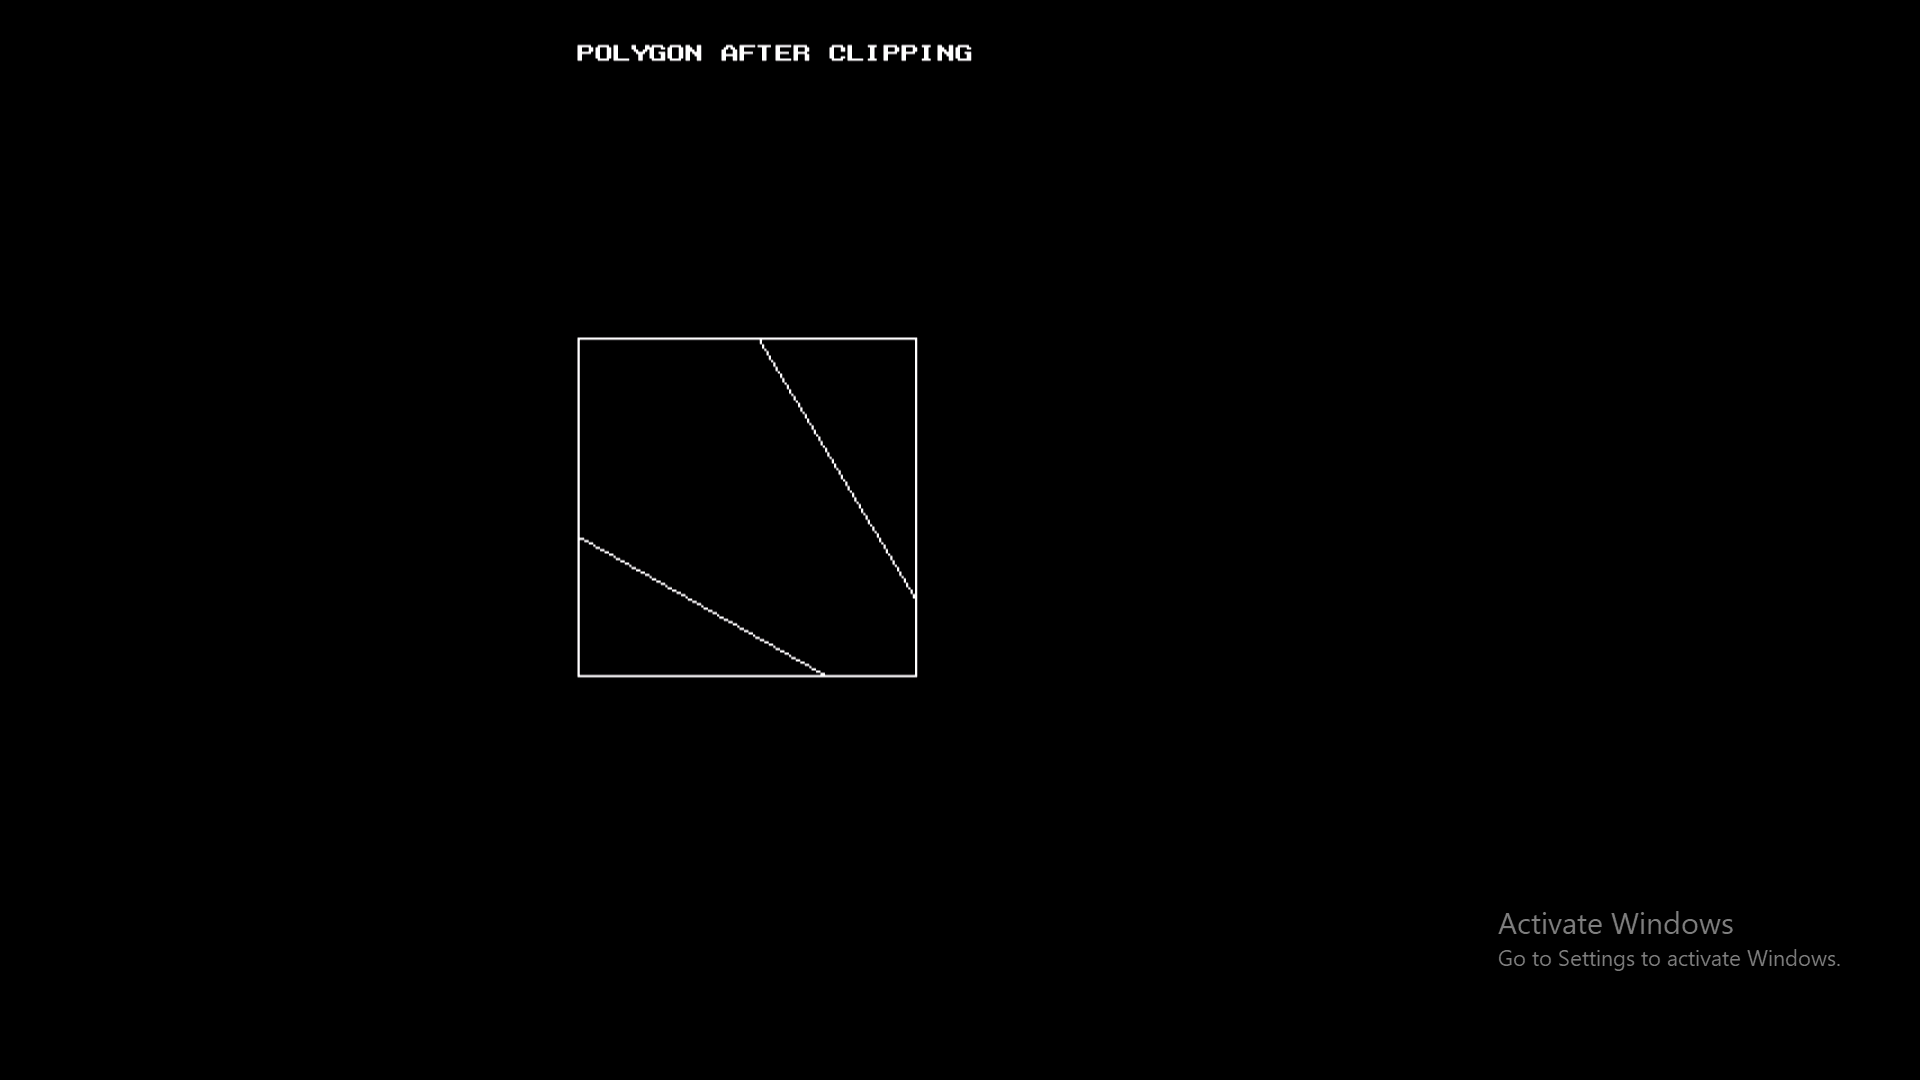 POLYGON AFTER CLIPPING
Activate Windows
Go to Settings to activate Windows.